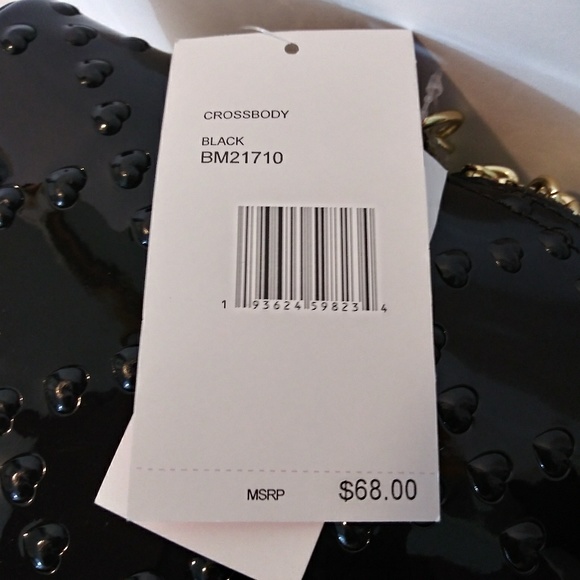 CROSSBODY
BLACK
BM21710
1 93624 59823 4
MSRP $68.00